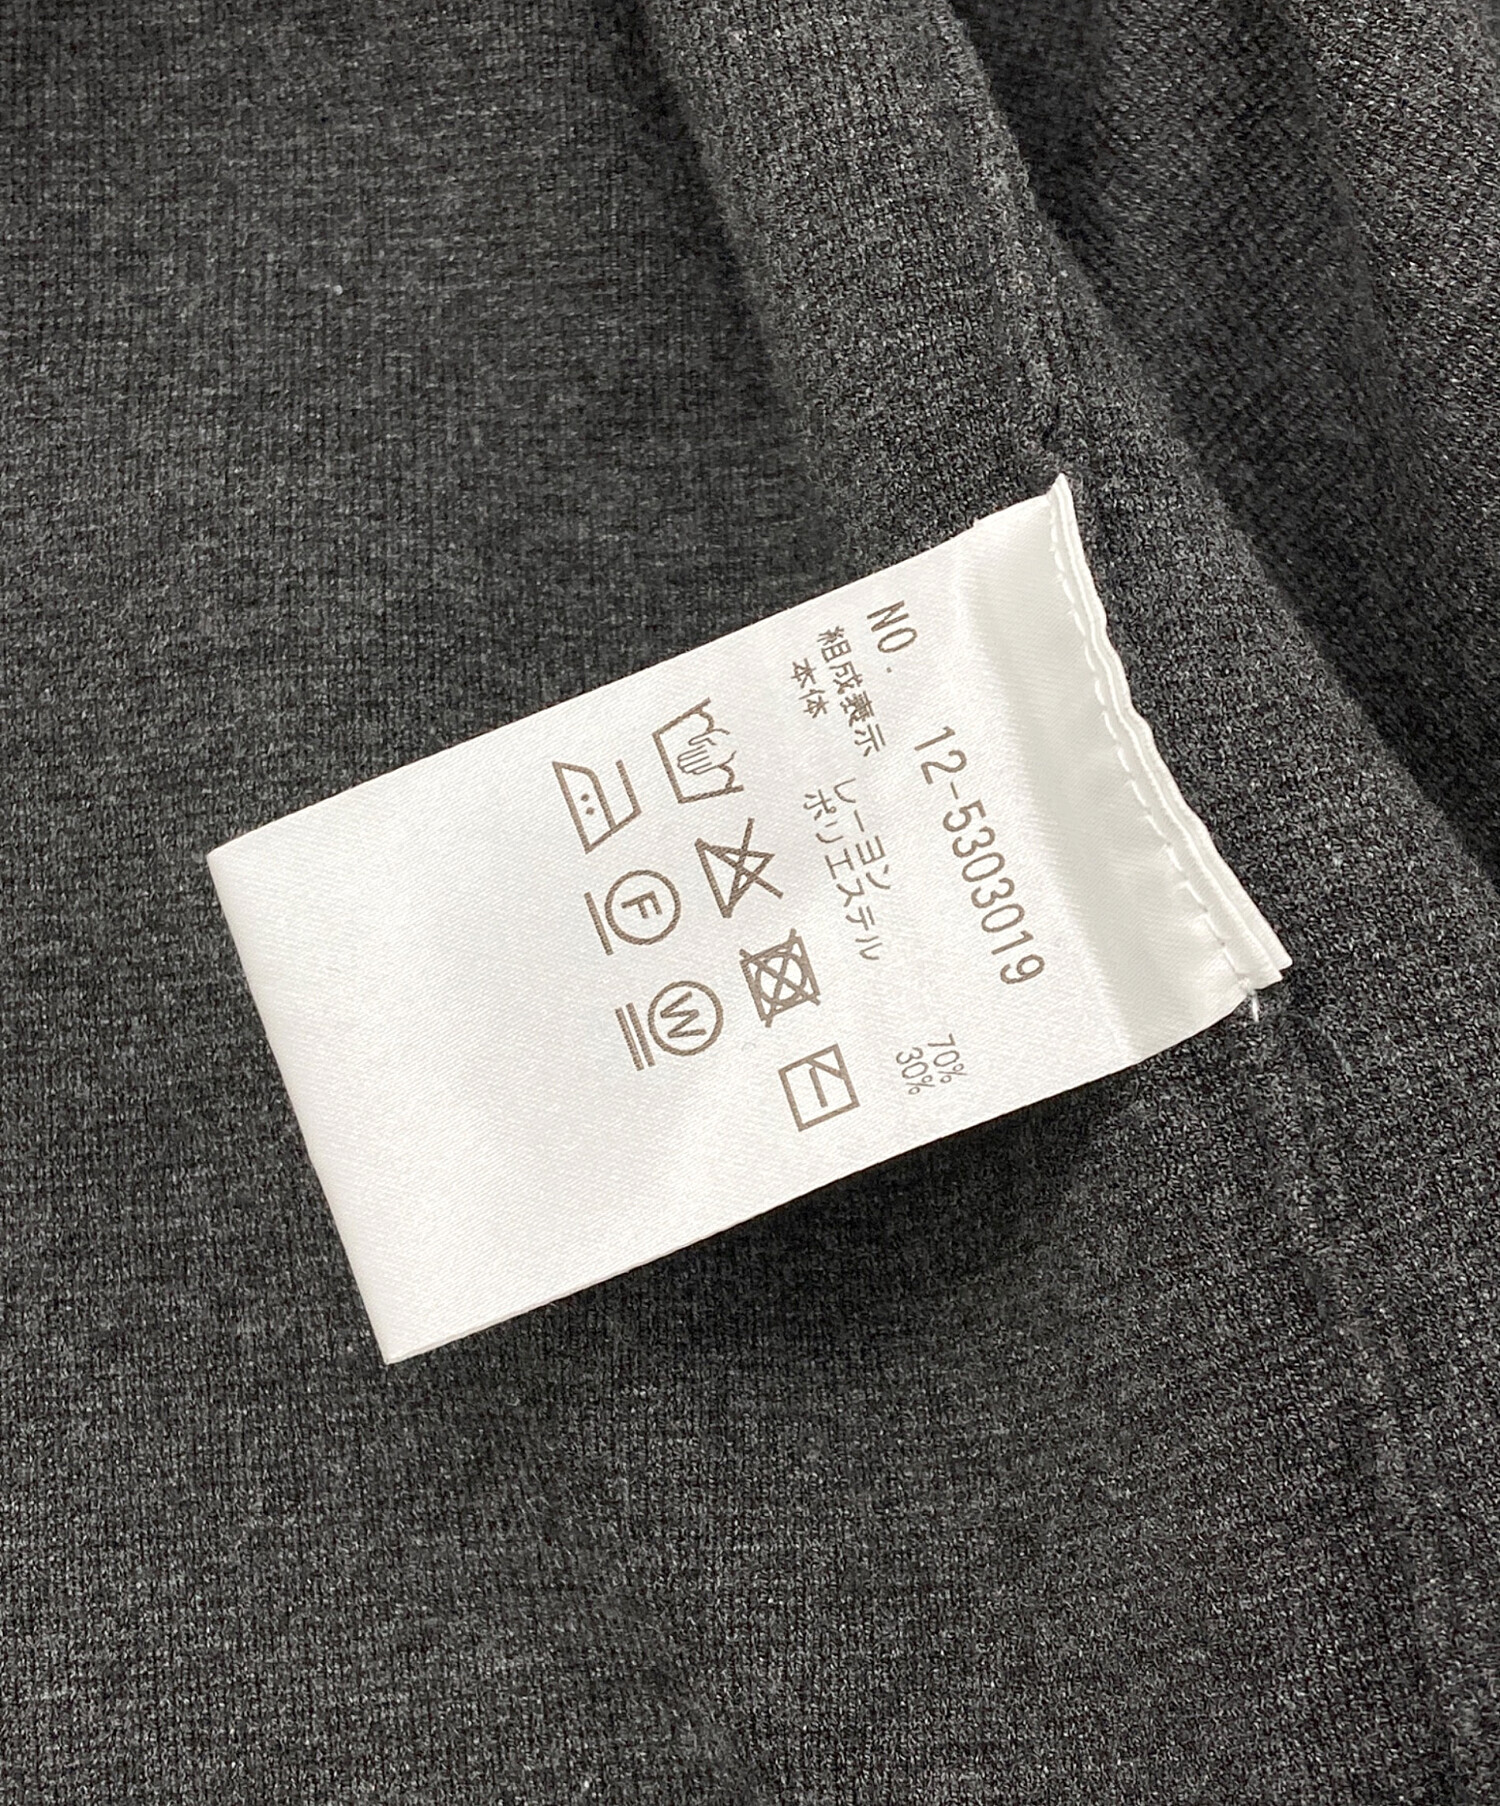 NO. 12-5303019
組成表示
本体 レーヨン 70%
ポリエステル 30%
F
W